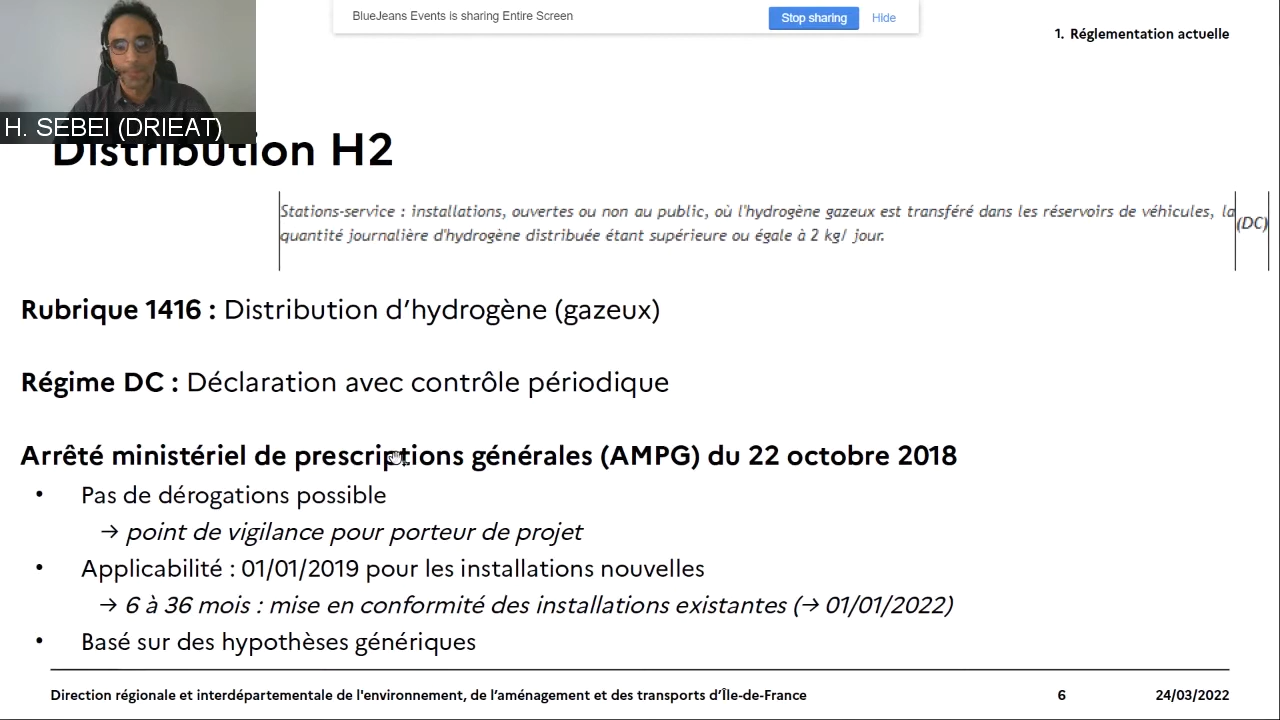 BlueJeans Events is sharing Entire Screen
Stop sharing
Hide
1. Réglementation actuelle
H. SEBEI (DRIEAT)
Distribution H2
Stations-service : installations, ouvertes ou non au public, où l'hydrogène gazeux est transféré dans les réservoirs de véhicules, la
quantité journalière d'hydrogène distribuée étant supérieure ou égale à 2 kg/ jour.
(DC)
Rubrique 1416 : Distribution d’hydrogène (gazeux)
Régime DC : Déclaration avec contrôle périodique
Arrêté ministériel de prescriptions générales (AMPG) du 22 octobre 2018
• Pas de dérogations possible
→ point de vigilance pour porteur de projet
• Applicabilité : 01/01/2019 pour les installations nouvelles
→ 6 à 36 mois : mise en conformité des installations existantes (→ 01/01/2022)
• Basé sur des hypothèses génériques
Direction régionale et interdépartementale de l'environnement, de l’aménagement et des transports d’Île-de-France
6
24/03/2022